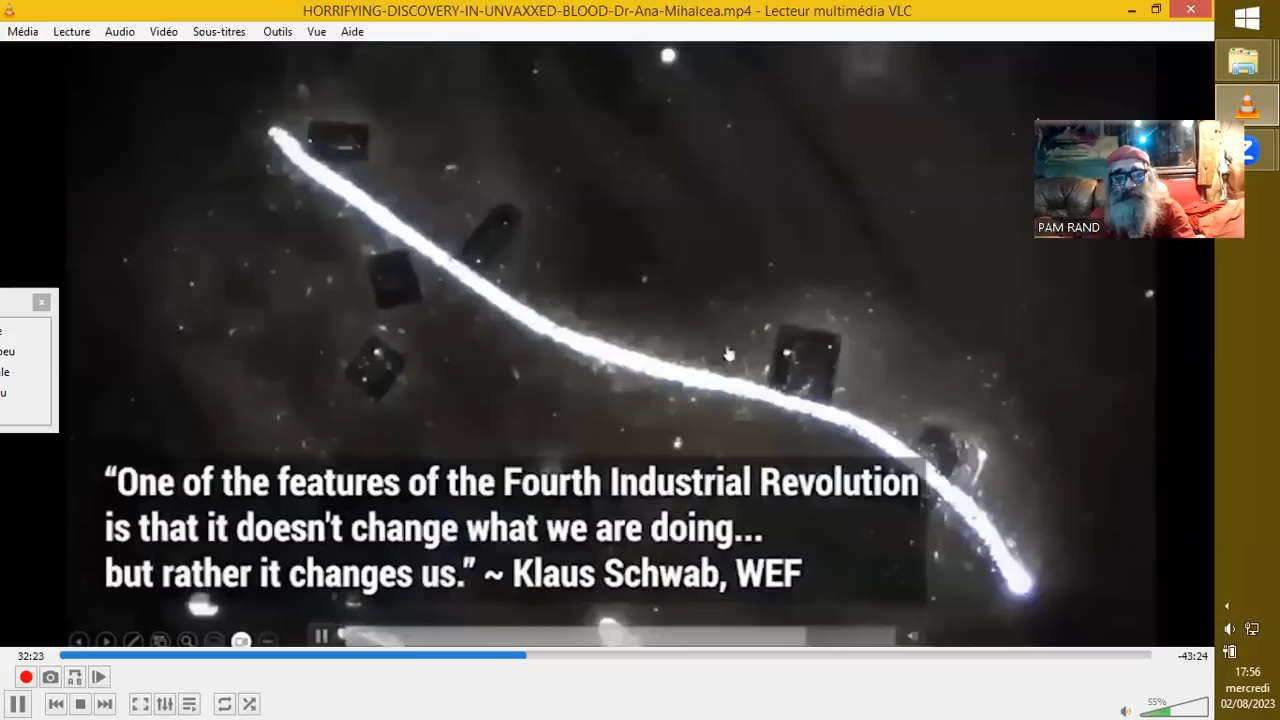 HORRIFYING-DISCOVERY-IN-UNVAXXED-BLOOD-Dr-Ana-Mihalcea.mp4 - Lecteur multimédia VLC
Média Lecture Audio Vidéo Sous-titres Outils Vue Aide
PAM RAND
“One of the features of the Fourth Industrial Revolution
is that it doesn't change what we are doing...
but rather it changes us.” ~ Klaus Schwab, WEF
32:23
-43:24
55%
17:56
mercredi
02/08/2023